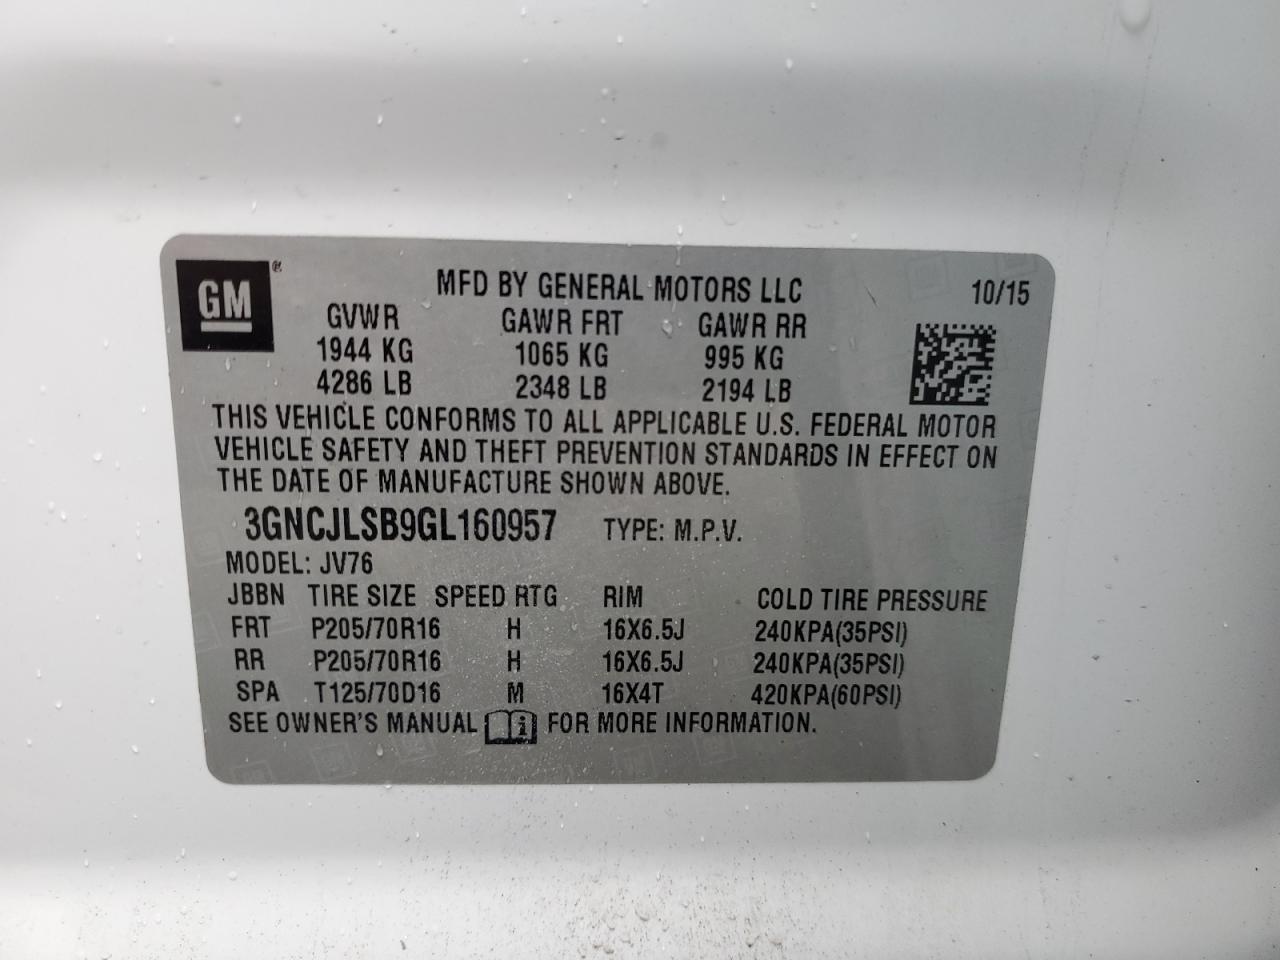 GM ®
MFD BY GENERAL MOTORS LLC 10/15
GVWR GAWR FRT GAWR RR
1944 KG 1065 KG 995 KG
4286 LB 2348 LB 2194 LB
THIS VEHICLE CONFORMS TO ALL APPLICABLE U.S. FEDERAL MOTOR
VEHICLE SAFETY AND THEFT PREVENTION STANDARDS IN EFFECT ON
THE DATE OF MANUFACTURE SHOWN ABOVE.
3GNCJLSB9GL160957 TYPE: M.P.V.
MODEL: JV76
JBBN TIRE SIZE SPEED RTG RIM COLD TIRE PRESSURE
FRT P205/70R16 H 16X6.5J 240KPA(35PSI)
RR P205/70R16 H 16X6.5J 240KPA(35PSI)
SPA T125/70D16 M 16X4T 420KPA(60PSI)
SEE OWNER'S MANUAL i FOR MORE INFORMATION.